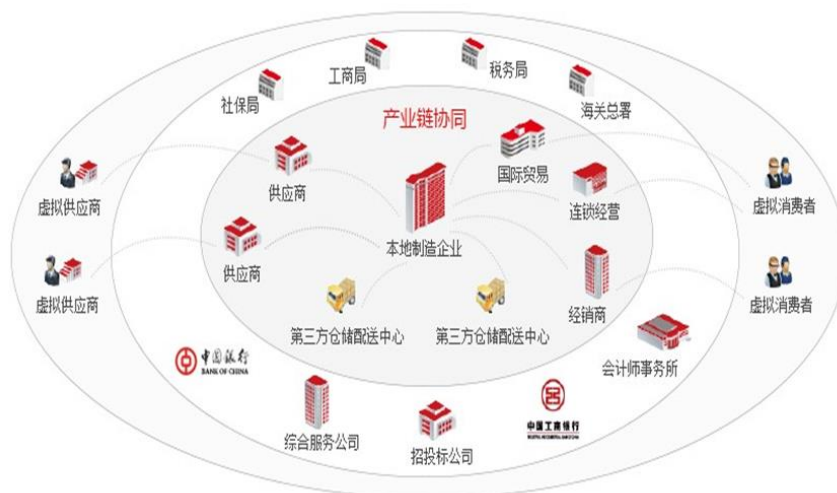 工商局
税务局
社保局
海关总署
产业链协同
供应商
国际贸易
虚拟供应商
连锁经营
虚拟消费者
本地制造企业
供应商
虚拟供应商
经销商
虚拟消费者
第三方仓储配送中心
第三方仓储配送中心
中国银行
BANK OF CHINA
会计师事务所
综合服务公司
招投标公司
中国工商银行